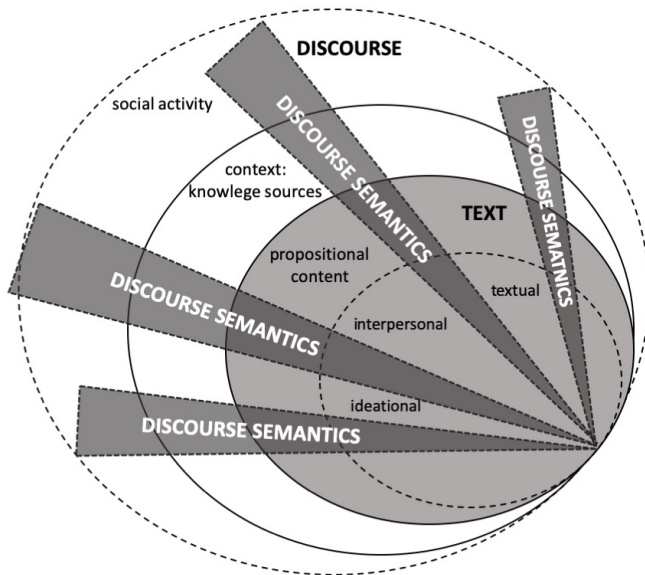 DISCOURSE
social activity
DISCOURSE SEMANTICS
DISCOURSE SEMATNICS
context:
knowlege sources
TEXT
propositional
content
textual
DISCOURSE SEMANTICS
interpersonal
ideational
DISCOURSE SEMANTICS